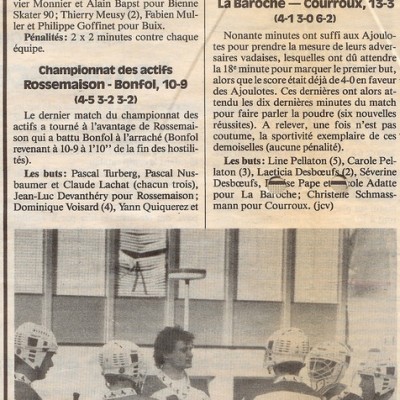 vier Monnier et Alain Bapst pour Bienne
Skater 90; Thierry Meusy (2), Fabien Mul-
ler et Philippe Goffinet pour Buix.
Pénalités: 2 x 2 minutes contre chaque
équipe.
Championnat des actifs
Rossemaison - Bonfol, 10-9
(4-5 3-2 3-2)
Le dernier match du championnat des
actifs a tourné à l'avantage de Rossemai-
son qui a battu Bonfol à l'arraché (Bonfol
revenant à 10-9 à 1'10" de la fin des hostili-
tés).
Les buts: Pascal Turberg, Pascal Nus-
baumer et Claude Lachat (chacun trois),
Jean-Luc Devanthéry pour Rossemaison;
Dominique Voisard (4), Yann Quiquerez et
La Baroche — Courroux, 13-3
(4-1 3-0 6-2)
Nonante minutes ont suffi aux Ajoulotes
pour prendre la mesure de leurs adver-
saires vadaises, lesquelles ont dû attendre
la 18e minute pour marquer le premier but,
alors que le score était déjà de 4-0 en faveur
des Ajoulotes. Ces dernières ont alors at-
tendu les dix dernières minutes du match
pour faire parler la poudre (six nouvelles
réussites). A relever, une fois n'est pas
coutume, la sportivité exemplaire de ces
demoiselles (aucune pénalité).
Les buts: Line Pellaton (5), Carole Pel-
laton (3), Laeticia Desbœufs (2), Séverine
Desbœufs, Pape et Adatte
pour La Baroche; Christelle Schmass-
mann pour Courroux. (jcv)